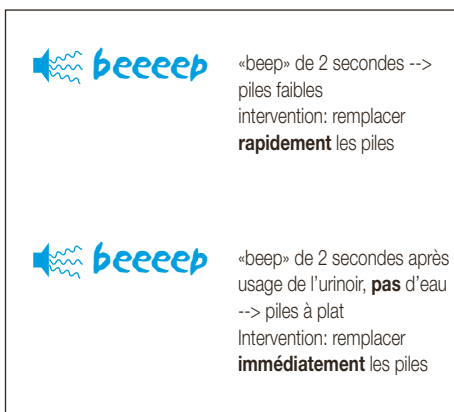 beeeep
«beep» de 2 secondes -->
piles faibles
intervention: remplacer
rapidement les piles
beeeep
«beep» de 2 secondes après
usage de l'urinoir, pas d'eau
--> piles à plat
Intervention: remplacer
immédiatement les piles